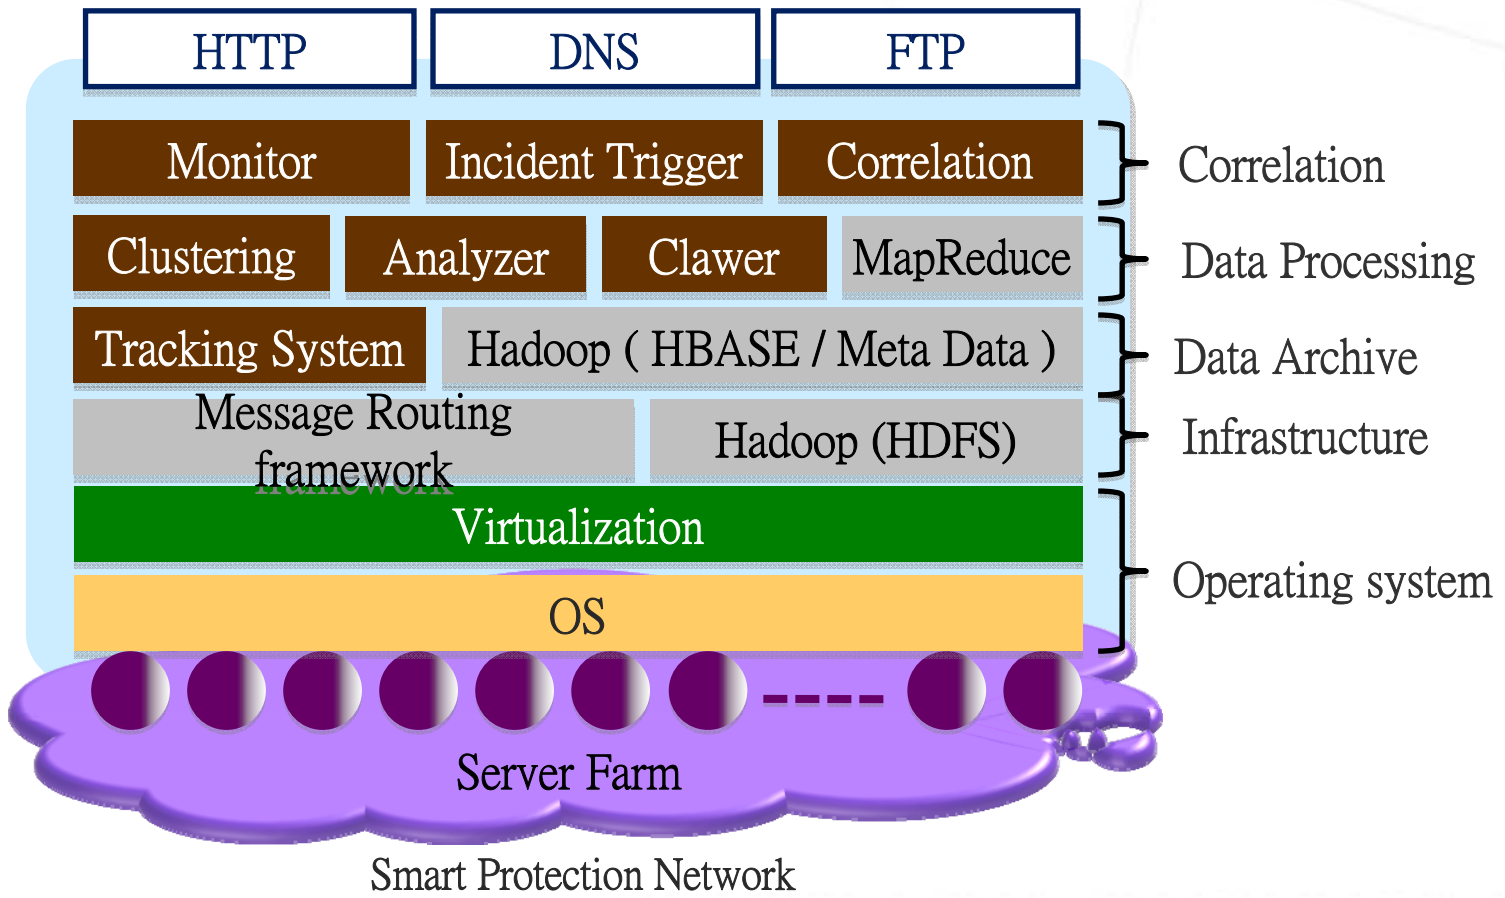 HTTP DNS FTP
Monitor Incident Trigger Correlation
Correlation
Clustering Analyzer Clawer MapReduce
Data Processing
Tracking System Hadoop ( HBASE / Meta Data )
Data Archive
Message Routing
framework
Hadoop (HDFS)
Infrastructure
Virtualization
OS
Operating system
Server Farm
Smart Protection Network